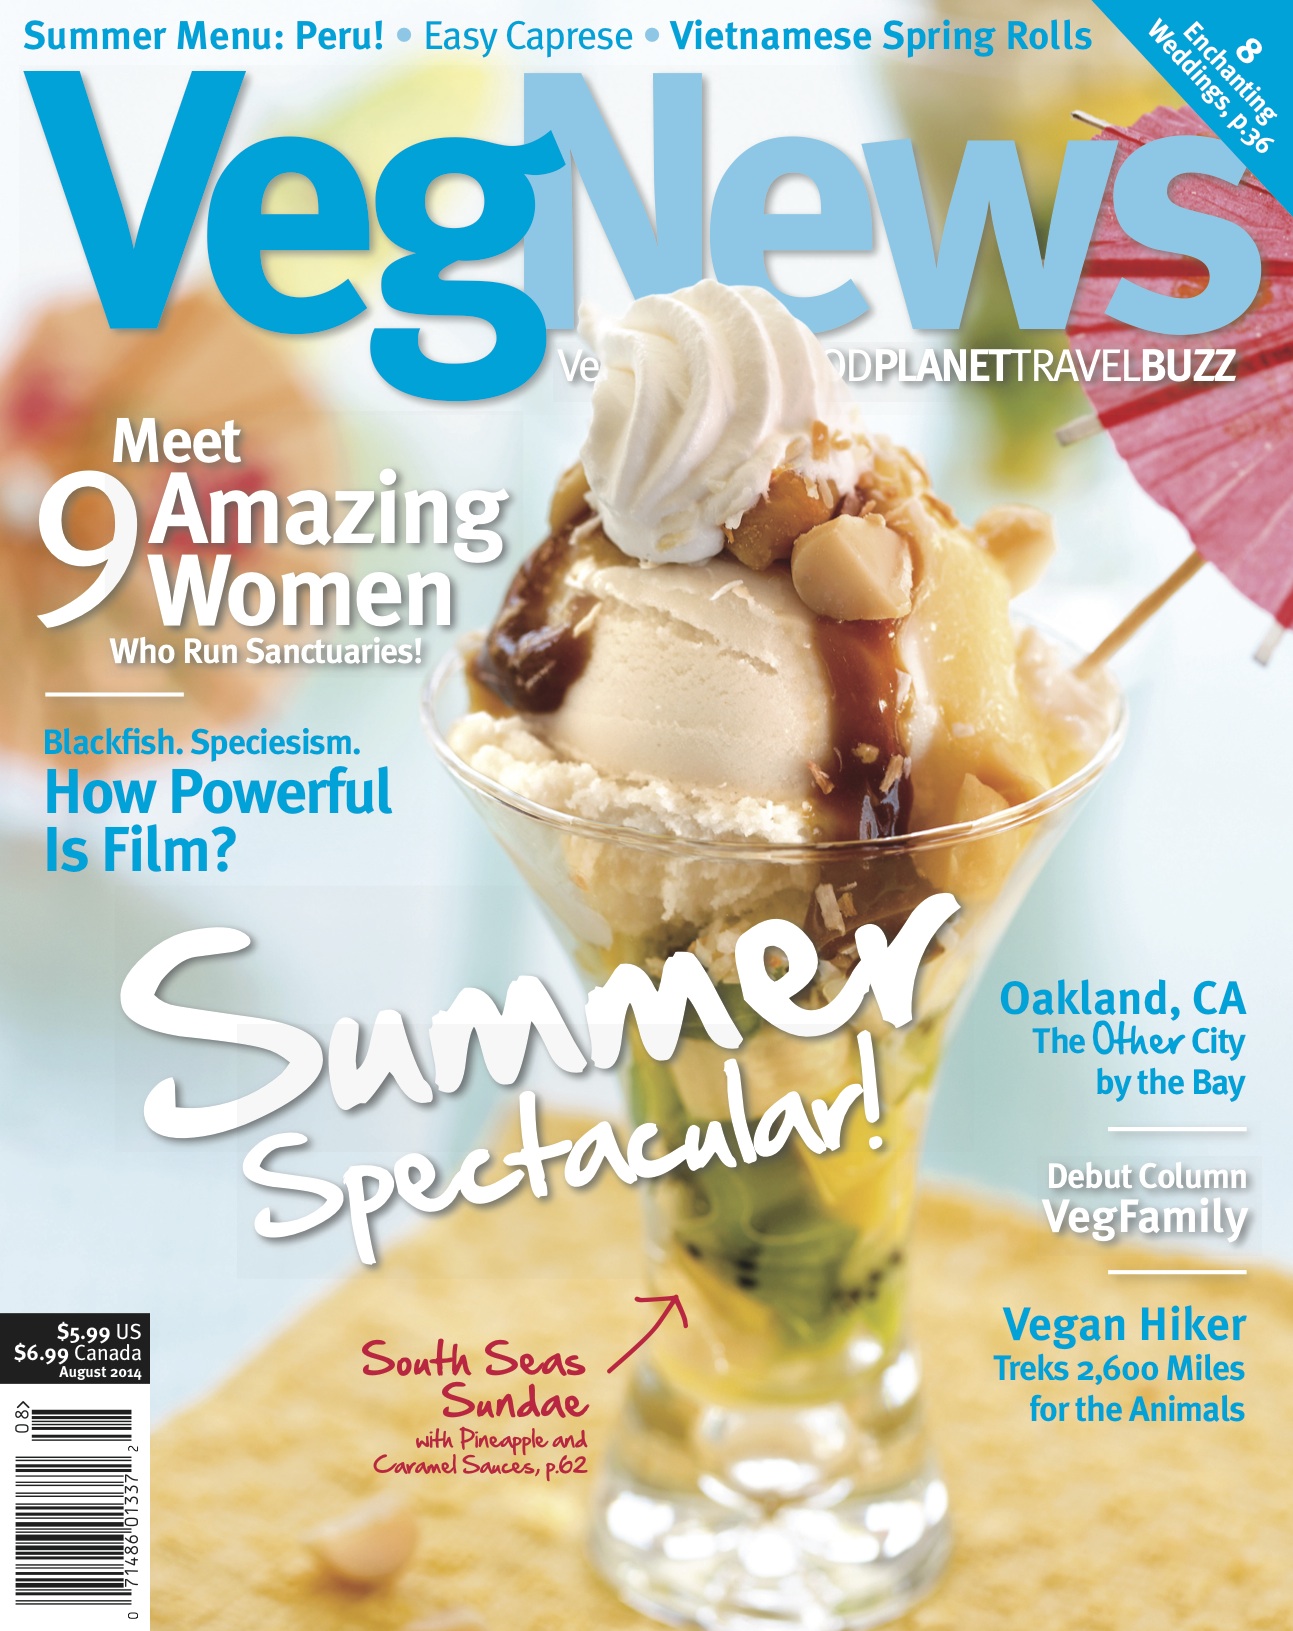 Summer Menu: Peru! • Easy Caprese • Vietnamese Spring Rolls
8
Enchanting
Weddings, p.36
VegNews
PLANETTRAVELBUZZ
Meet
9 Amazing
Women
Who Run Sanctuaries!
Blackfish. Speciesism.
How Powerful
Is Film?
Summer
Spectacular!
Oakland, CA
The Other City
by the Bay
Debut Column
VegFamily
Vegan Hiker
Treks 2,600 Miles
for the Animals
South Seas
Sundae
with Pineapple and
Caramel Sauces, p.62
$5.99 US
$6.99 Canada
August 2014
08>
0 71486 01337 2